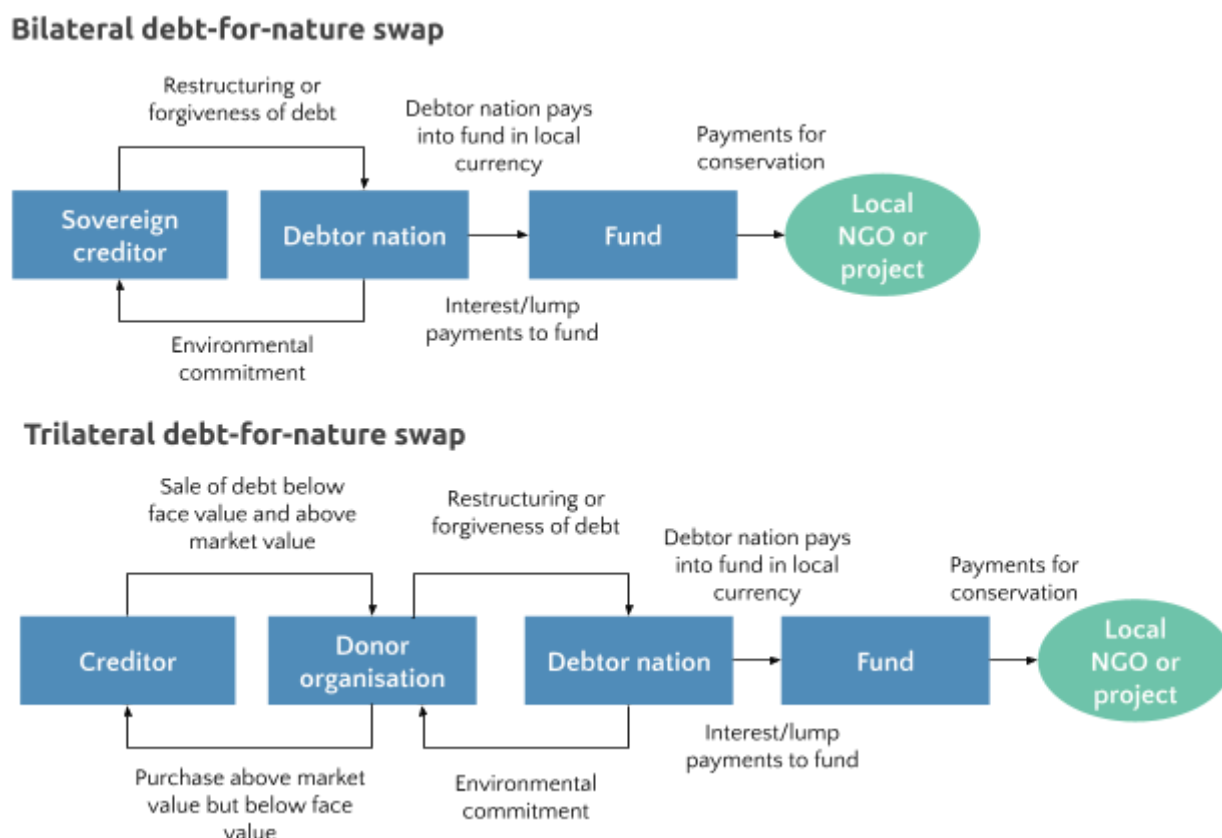 Bilateral debt-for-nature swap
Restructuring or
forgiveness of debt
Debtor nation pays
into fund in local
currency
Payments for
conservation
Sovereign
creditor
Debtor nation
Fund
Local
NGO or
project
Environmental
commitment
Interest/lump
payments to fund
Trilateral debt-for-nature swap
Sale of debt below
face value and above
market value
Restructuring or
forgiveness of debt
Debtor nation pays
into fund in local
currency
Payments for
conservation
Creditor
Donor
organisation
Debtor nation
Fund
Local
NGO or
project
Purchase above market
value but below face
value
Environmental
commitment
Interest/lump
payments to fund